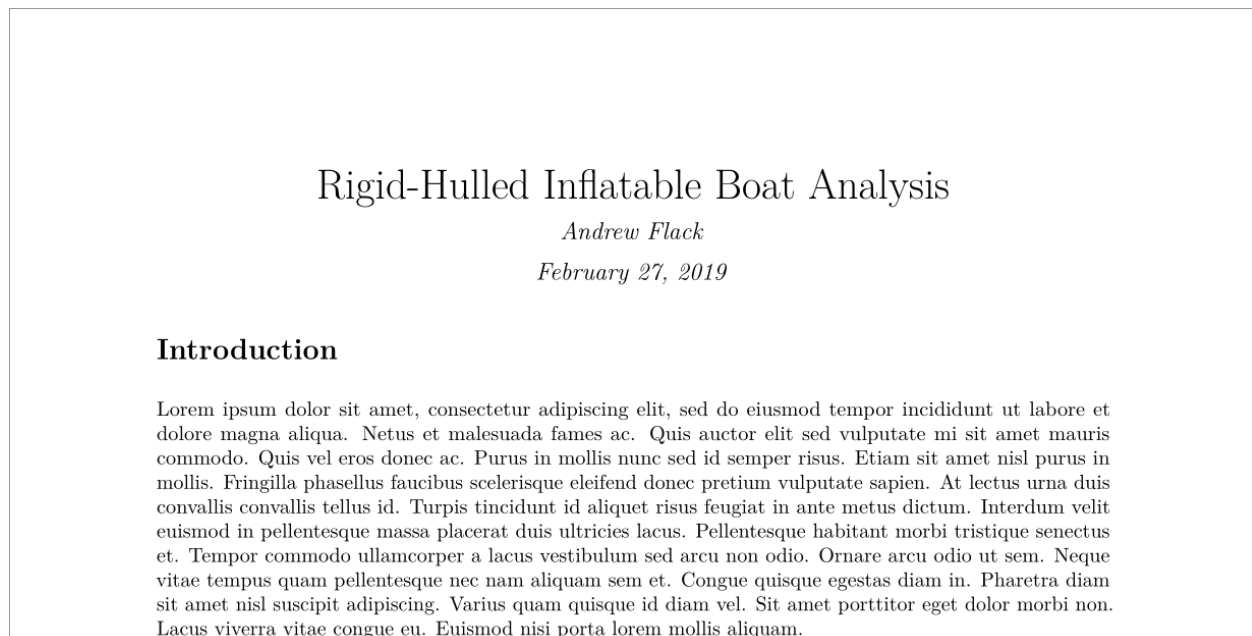 Rigid-Hulled Inflatable Boat Analysis
Andrew Flack
February 27, 2019
Introduction
Lorem ipsum dolor sit amet, consectetur adipiscing elit, sed do eiusmod tempor incididunt ut labore et
dolore magna aliqua. Netus et malesuada fames ac. Quis auctor elit sed vulputate mi sit amet mauris
commodo. Quis vel eros donec ac. Purus in mollis nunc sed id semper risus. Etiam sit amet nisl purus in
mollis. Fringilla phasellus faucibus scelerisque eleifend donec pretium vulputate sapien. At lectus urna duis
convallis convallis tellus id. Turpis tincidunt id aliquet risus feugiat in ante metus dictum. Interdum velit
euismod in pellentesque massa placerat duis ultricies lacus. Pellentesque habitant morbi tristique senectus
et. Tempor commodo ullamcorper a lacus vestibulum sed arcu non odio. Ornare arcu odio ut sem. Neque
vitae tempus quam pellentesque nec nam aliquam sem et. Congue quisque egestas diam in. Pharetra diam
sit amet nisl suscipit adipiscing. Varius quam quisque id diam vel. Sit amet porttitor eget dolor morbi non.
Lacus viverra vitae congue eu. Euismod nisi porta lorem mollis aliquam.